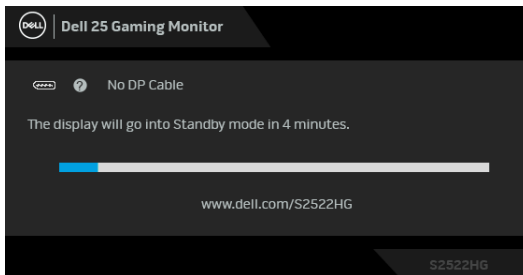 DELL
Dell 25 Gaming Monitor
? No DP Cable
The display will go into Standby mode in 4 minutes.
www.dell.com/S2522HG
S2522HG